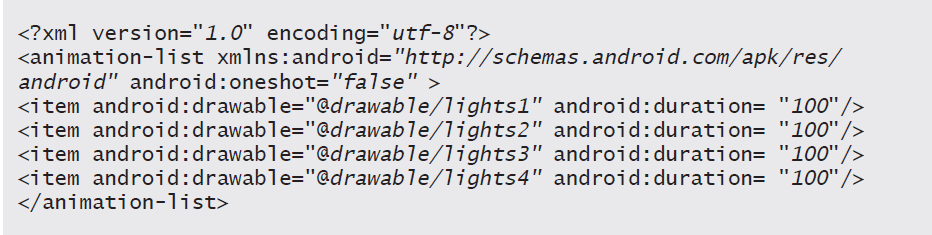 <?xml version="1.0" encoding="utf-8"?>
<animation-list xmlns:android="http://schemas.android.com/apk/res/
android" android:oneshot="false" >
<item android:drawable="@drawable/lights1" android:duration= "100"/>
<item android:drawable="@drawable/lights2" android:duration= "100"/>
<item android:drawable="@drawable/lights3" android:duration= "100"/>
<item android:drawable="@drawable/lights4" android:duration= "100"/>
</animation-list>